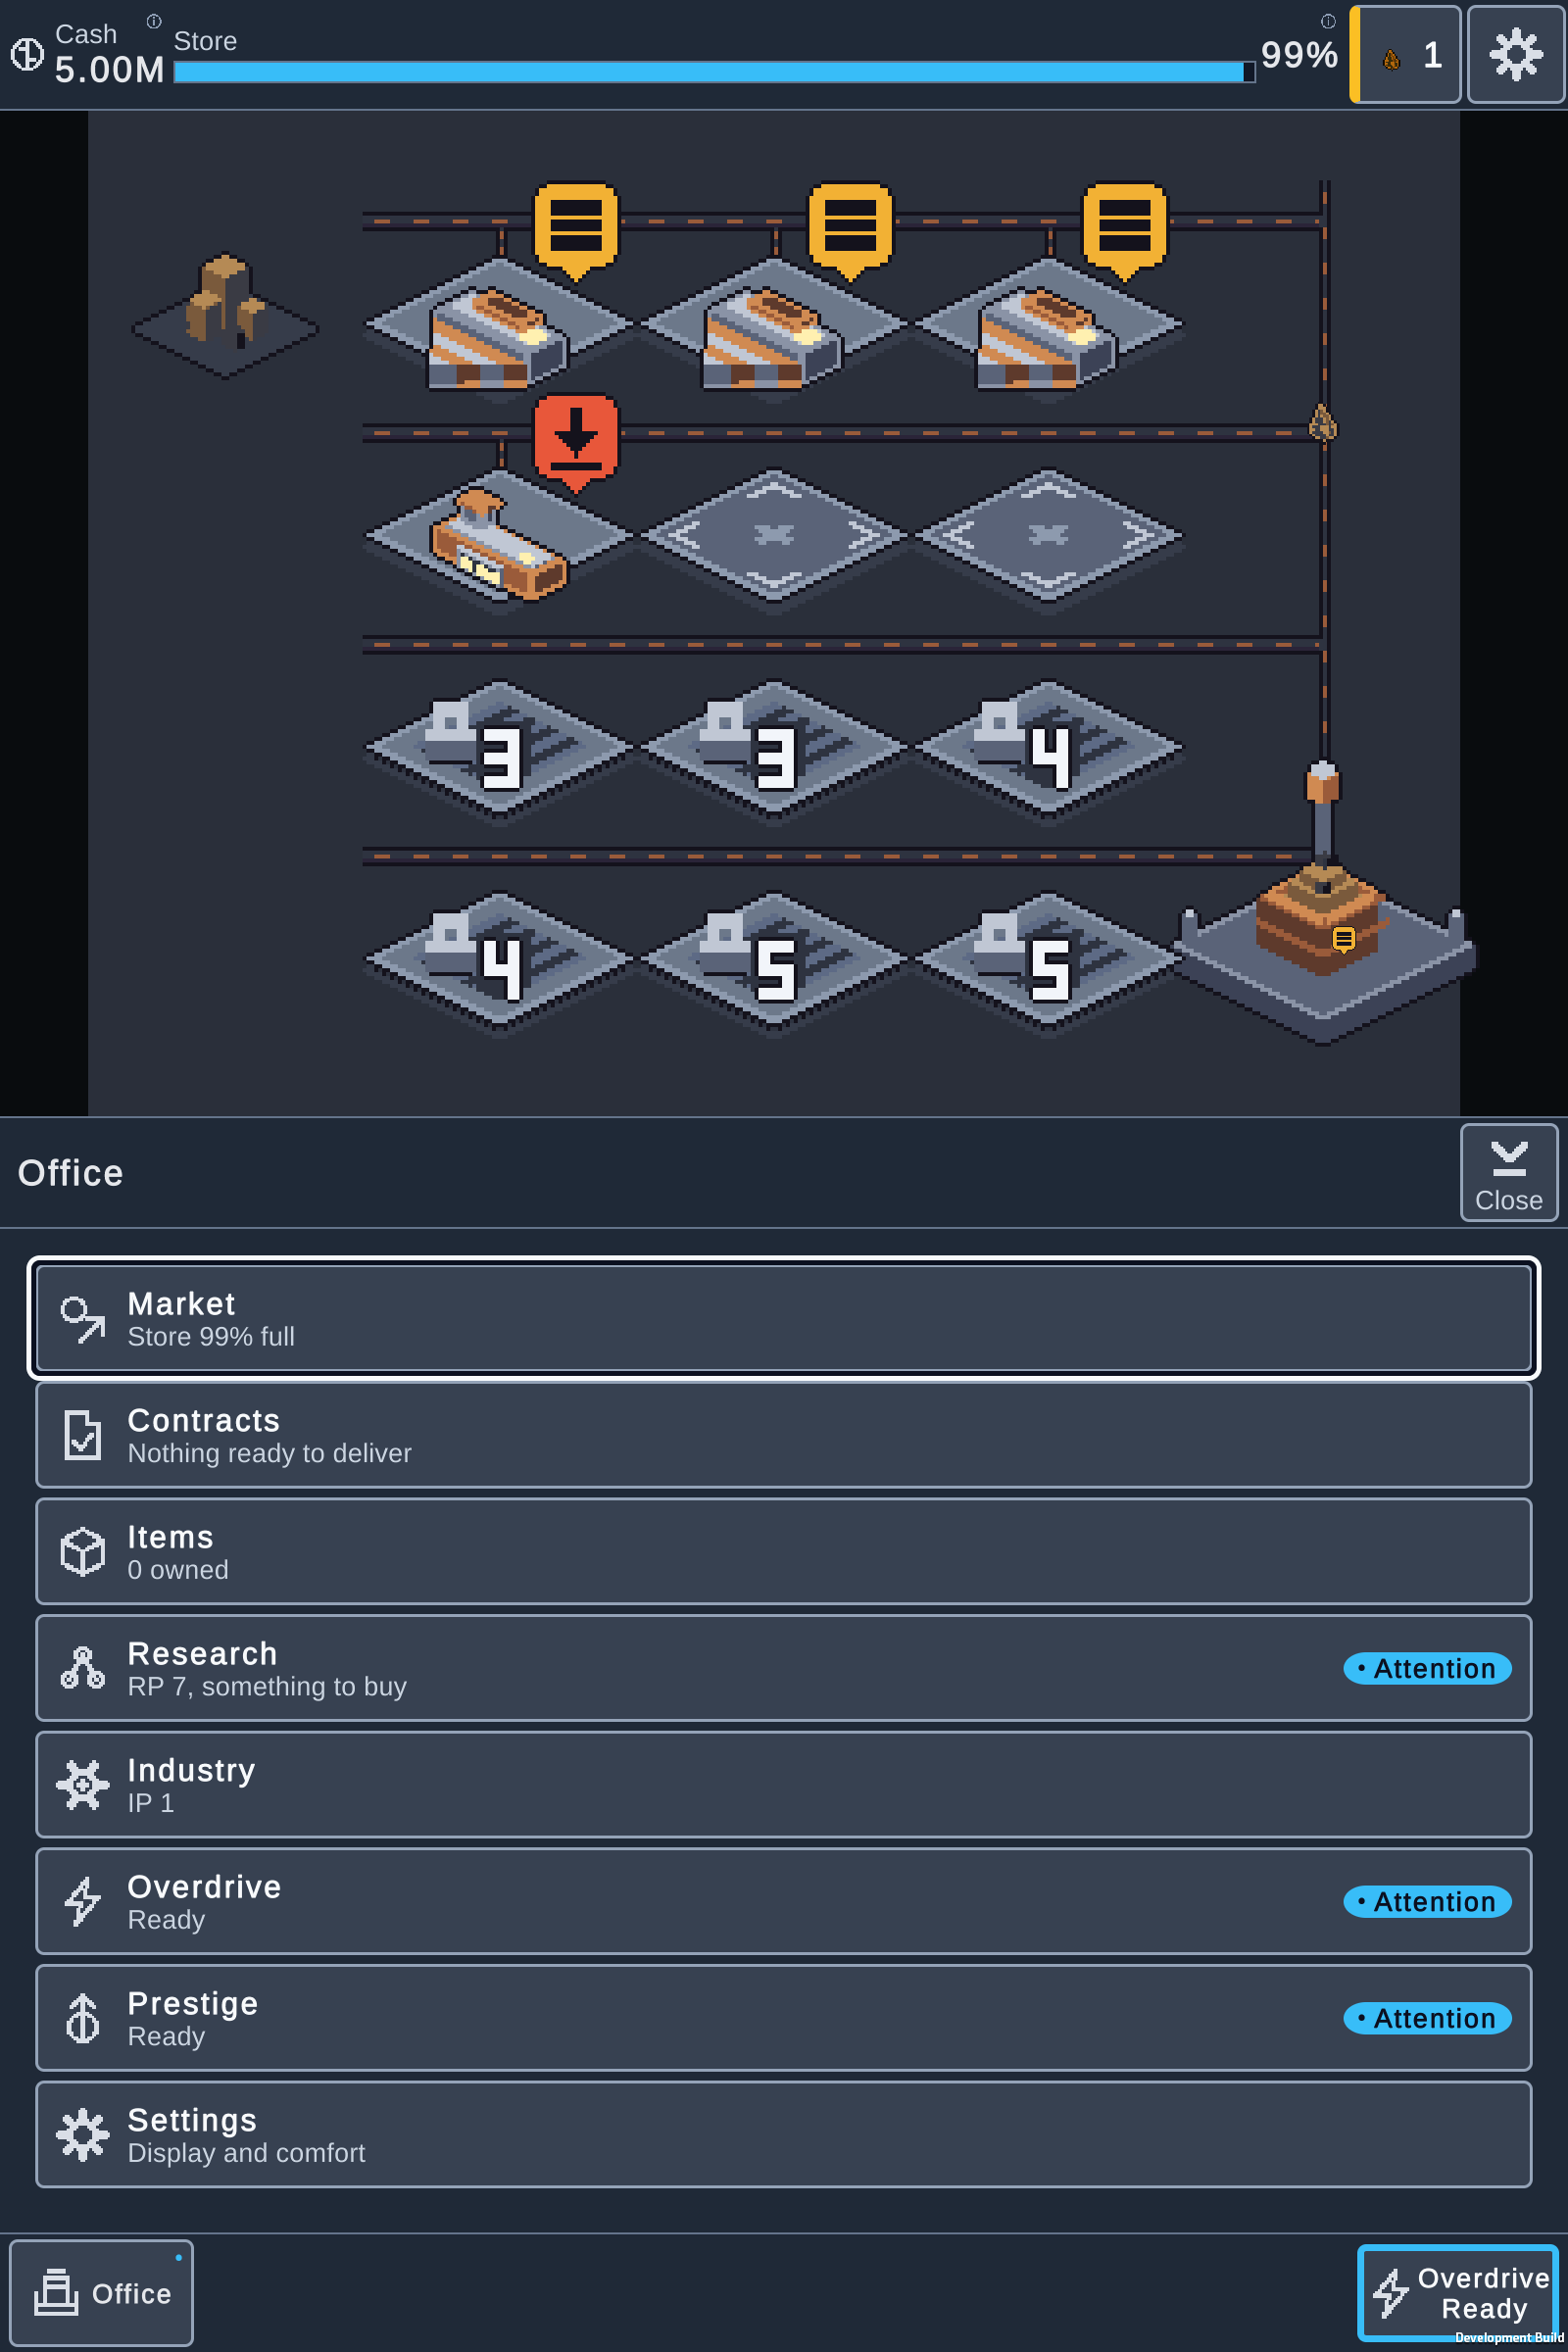 Cash
5.00M
Store
99%
1
3
3
4
4
5
5
Office
Close
Market
Store 99% full
Contracts
Nothing ready to deliver
Items
0 owned
Research
RP 7, something to buy
• Attention
Industry
IP 1
Overdrive
Ready
• Attention
Prestige
Ready
• Attention
Settings
Display and comfort
Office
Overdrive
Ready
Development Build